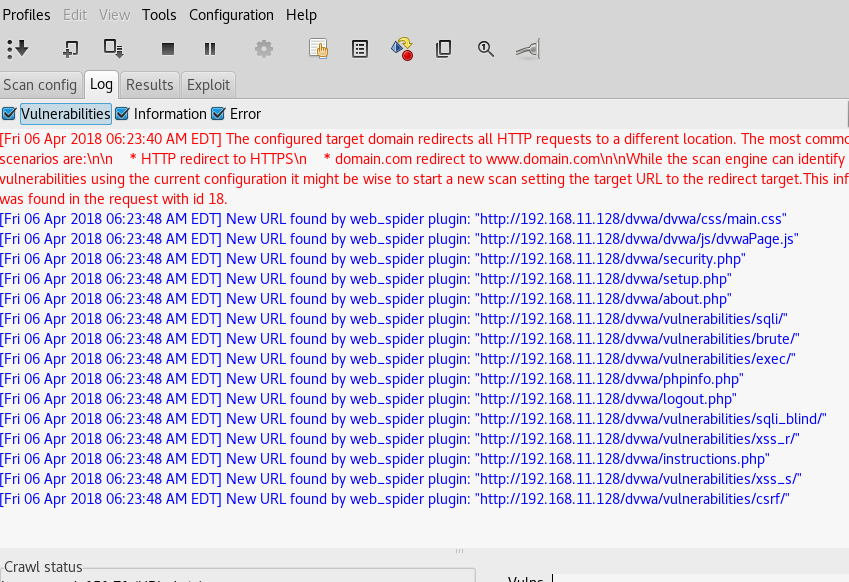 Profiles Edit View Tools Configuration Help
Scan config Log Results Exploit
Vulnerabilities Information Error
[Fri 06 Apr 2018 06:23:40 AM EDT] The configured target domain redirects all HTTP requests to a different location. The most
scenarios are:\n\n * HTTP redirect to HTTPS\n * domain.com redirect to www.domain.com\n\nWhile the scan engine can identify
vulnerabilities using the current configuration it might be wise to start a new scan setting the target URL to the redirect target.This
was found in the request with id 18.
[Fri 06 Apr 2018 06:23:48 AM EDT] New URL found by web_spider plugin: "http://192.168.11.128/dvwa/dvwa/css/main.css"
[Fri 06 Apr 2018 06:23:48 AM EDT] New URL found by web_spider plugin: "http://192.168.11.128/dvwa/dvwa/js/dvwaPage.js"
[Fri 06 Apr 2018 06:23:48 AM EDT] New URL found by web_spider plugin: "http://192.168.11.128/dvwa/security.php"
[Fri 06 Apr 2018 06:23:48 AM EDT] New URL found by web_spider plugin: "http://192.168.11.128/dvwa/setup.php"
[Fri 06 Apr 2018 06:23:48 AM EDT] New URL found by web_spider plugin: "http://192.168.11.128/dvwa/about.php"
[Fri 06 Apr 2018 06:23:48 AM EDT] New URL found by web_spider plugin: "http://192.168.11.128/dvwa/vulnerabilities/sqli/"
[Fri 06 Apr 2018 06:23:48 AM EDT] New URL found by web_spider plugin: "http://192.168.11.128/dvwa/vulnerabilities/brute/"
[Fri 06 Apr 2018 06:23:48 AM EDT] New URL found by web_spider plugin: "http://192.168.11.128/dvwa/vulnerabilities/exec/"
[Fri 06 Apr 2018 06:23:48 AM EDT] New URL found by web_spider plugin: "http://192.168.11.128/dvwa/phpinfo.php"
[Fri 06 Apr 2018 06:23:48 AM EDT] New URL found by web_spider plugin: "http://192.168.11.128/dvwa/logout.php"
[Fri 06 Apr 2018 06:23:48 AM EDT] New URL found by web_spider plugin: "http://192.168.11.128/dvwa/vulnerabilities/sqli_blind/"
[Fri 06 Apr 2018 06:23:48 AM EDT] New URL found by web_spider plugin: "http://192.168.11.128/dvwa/vulnerabilities/xss_r/"
[Fri 06 Apr 2018 06:23:48 AM EDT] New URL found by web_spider plugin: "http://192.168.11.128/dvwa/instructions.php"
[Fri 06 Apr 2018 06:23:48 AM EDT] New URL found by web_spider plugin: "http://192.168.11.128/dvwa/vulnerabilities/xss_s/"
[Fri 06 Apr 2018 06:23:48 AM EDT] New URL found by web_spider plugin: "http://192.168.11.128/dvwa/vulnerabilities/csrf/"
Crawl status
Vulns